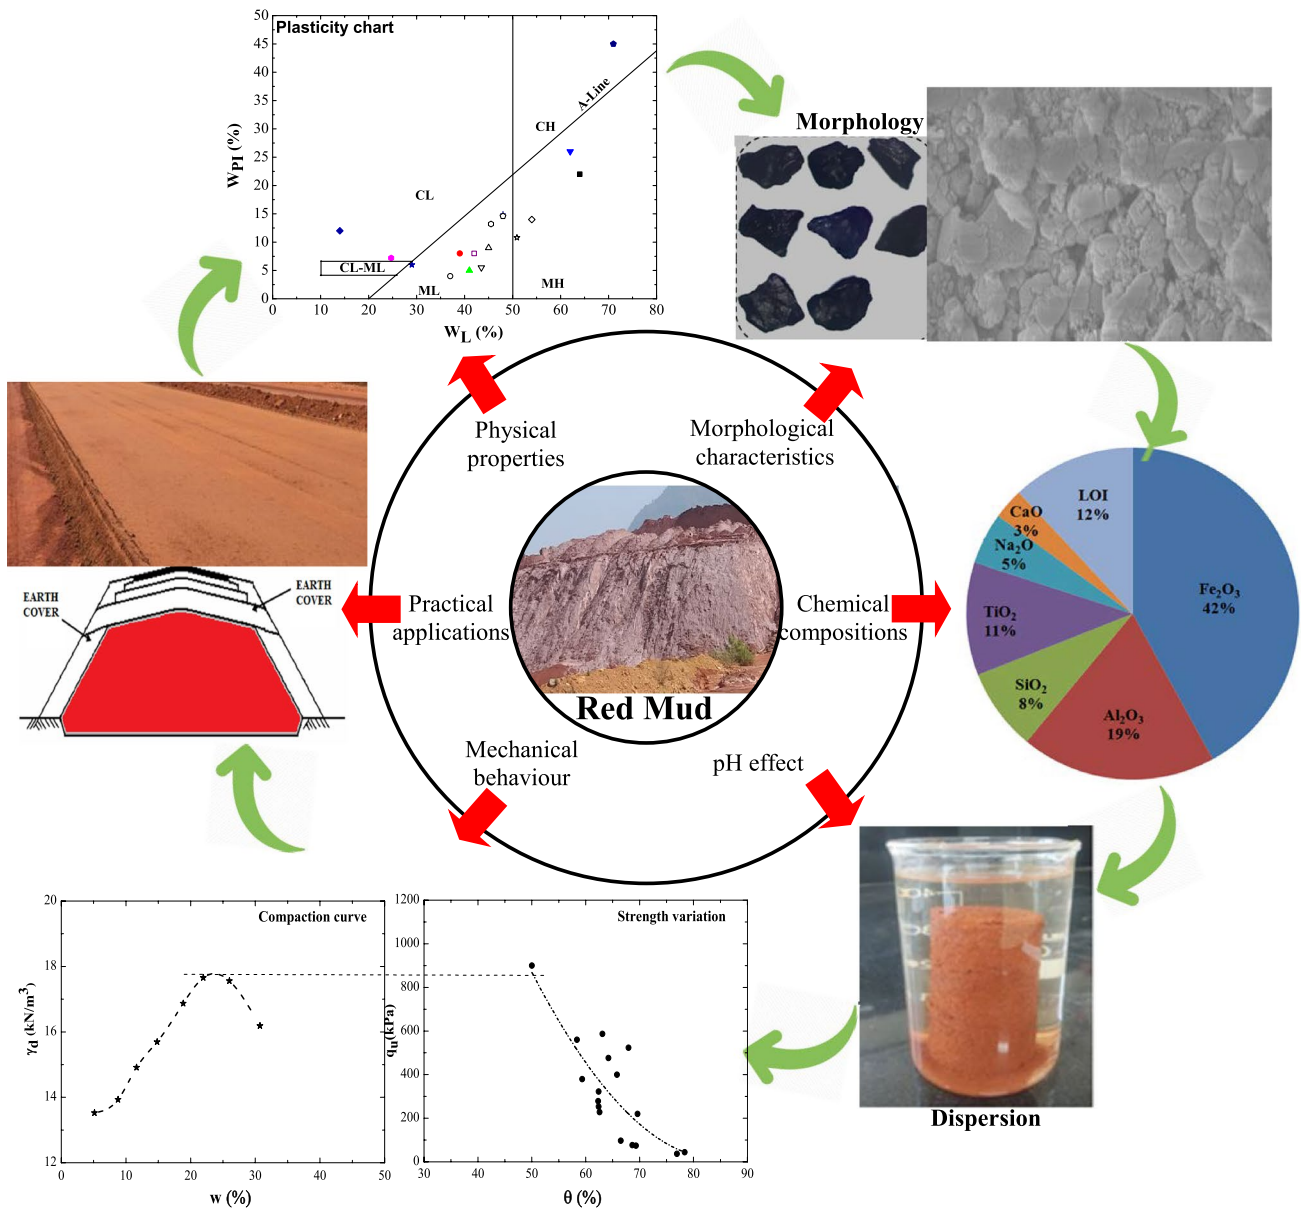 Plasticity chart
50
45
40
35
30
25
20
15
10
5
0
W_PI (%)
A-Line
CH
CL
CL-ML
ML
MH
0 10 20 30 40 50 60 70 80
W_L (%)
Morphology
Physical
properties
Morphological
characteristics
Practical
applications
Chemical
compositions
Red Mud
Mechanical
behaviour
pH effect
EARTH
COVER
EARTH
COVER
LOI
12%
CaO
3%
Na₂O
5%
TiO₂
11%
SiO₂
8%
Al₂O₃
19%
Fe₂O₃
42%
Dispersion
Compaction curve
20
18
16
14
12
γ_d (kN/m³)
0 10 20 30 40 50
w (%)
Strength variation
1200
1000
800
600
400
200
0
q_u(kPa)
30 40 50 60 70 80 90
θ (%)